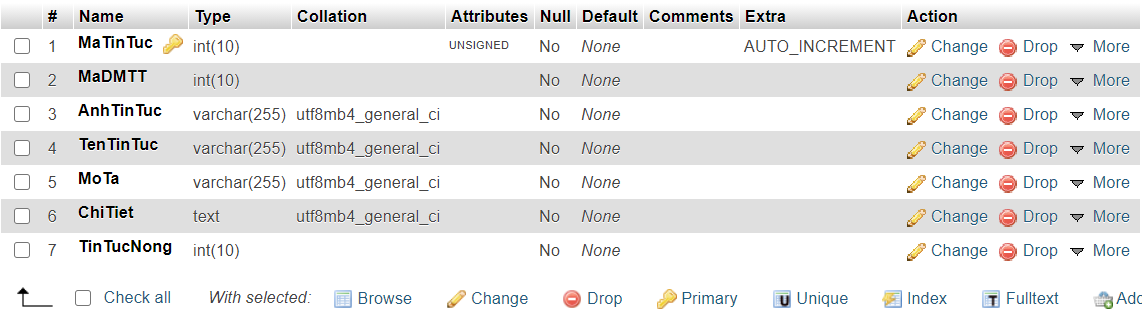 # Name Type Collation Attributes Null Default Comments Extra Action
1 MaTinTuc int(10) UNSIGNED No None AUTO_INCREMENT Change Drop More
2 MaDMTT int(10) No None Change Drop More
3 AnhTinTuc varchar(255) utf8mb4_general_ci No None Change Drop More
4 TenTinTuc varchar(255) utf8mb4_general_ci No None Change Drop More
5 MoTa varchar(255) utf8mb4_general_ci No None Change Drop More
6 ChiTiet text utf8mb4_general_ci No None Change Drop More
7 TinTucNong int(10) No None Change Drop More
Check all With selected: Browse Change Drop Primary Unique Index Fulltext Add